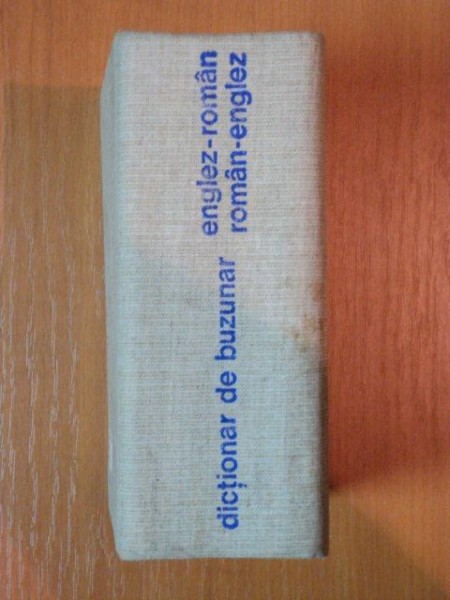 dicționar de buzunar
englez-român
român-englez